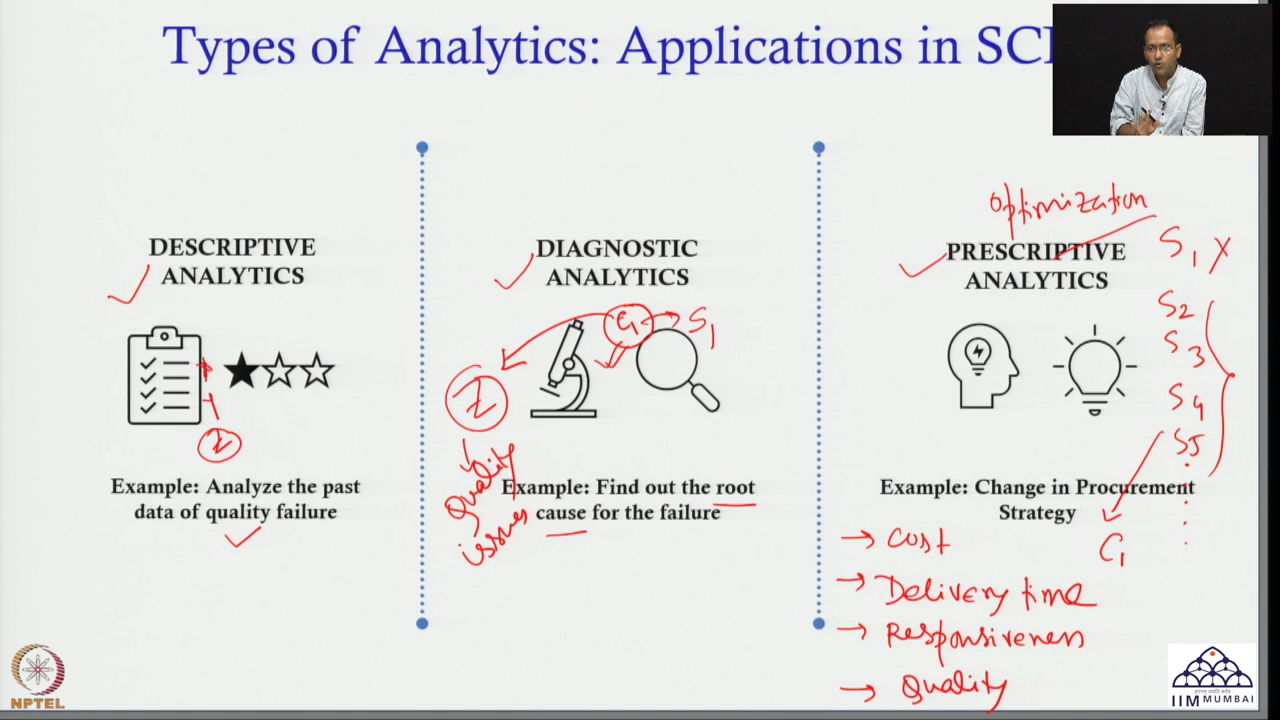 Types of Analytics: Applications in SC
optimization
DESCRIPTIVE
ANALYTICS
DIAGNOSTIC
ANALYTICS
PRESCRIPTIVE
ANALYTICS
S1 X
S2
S3
S4
S5
C1
S1
Z
Z
Quality
issues
Example: Analyze the past
data of quality failure
Example: Find out the root
cause for the failure
Example: Change in Procurement
Strategy
→ Cost
C1
→ Delivery time
→ Responsiveness
→ Quality
NPTEL
IIM MUMBAI